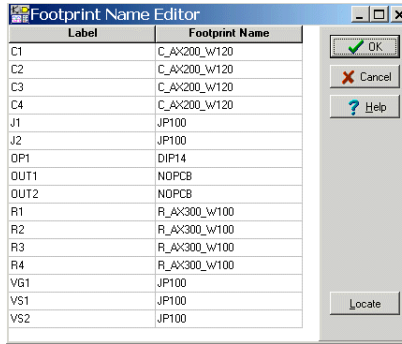 Footprint Name Editor
Label Footprint Name
C1 C_AX200_W120
C2 C_AX200_W120
C3 C_AX200_W120
C4 C_AX200_W120
J1 JP100
J2 JP100
OP1 DIP14
OUT1 NOPCB
OUT2 NOPCB
R1 R_AX300_W100
R2 R_AX300_W100
R3 R_AX300_W100
R4 R_AX300_W100
VG1 JP100
VS1 JP100
VS2 JP100
OK
Cancel
? Help
Locate